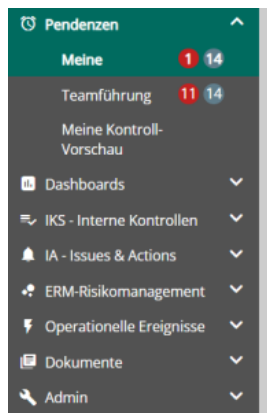 Pendenzen
Meine 1 14
Teamführung 11 14
Meine Kontroll-
Vorschau
Dashboards
IKS - Interne Kontrollen
IA - Issues & Actions
ERM-Risikomanagement
Operationelle Ereignisse
Dokumente
Admin